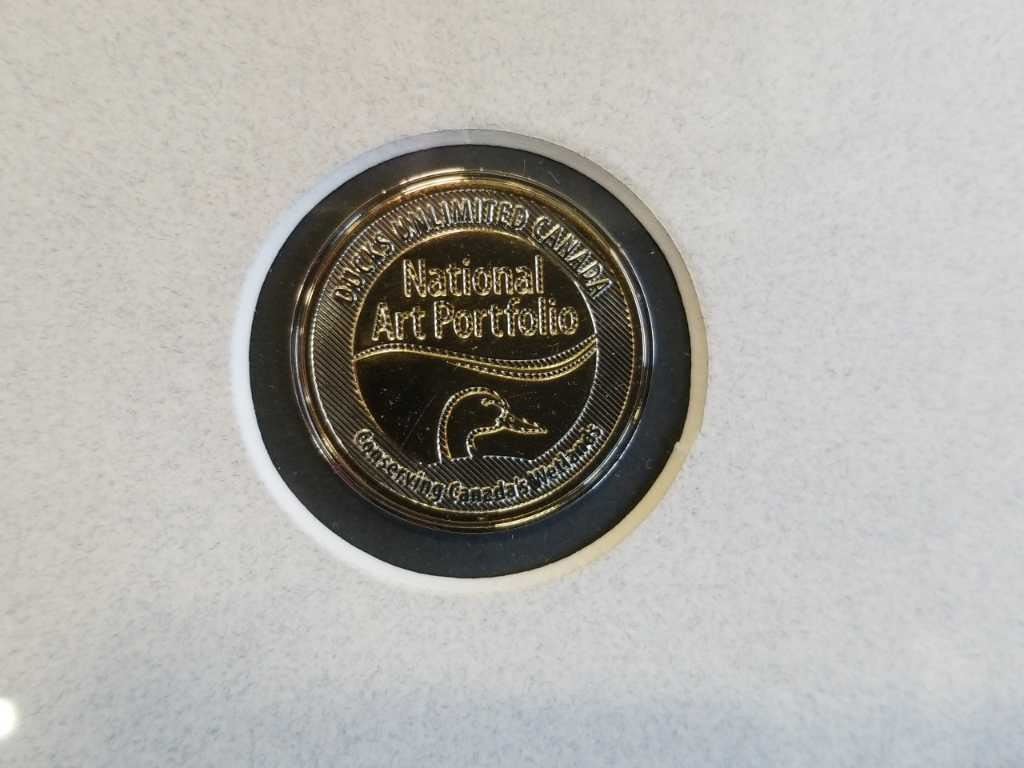 DUCKS UNLIMITED CANADA
National
Art Portfolio
Conserving Canada's Wetlands